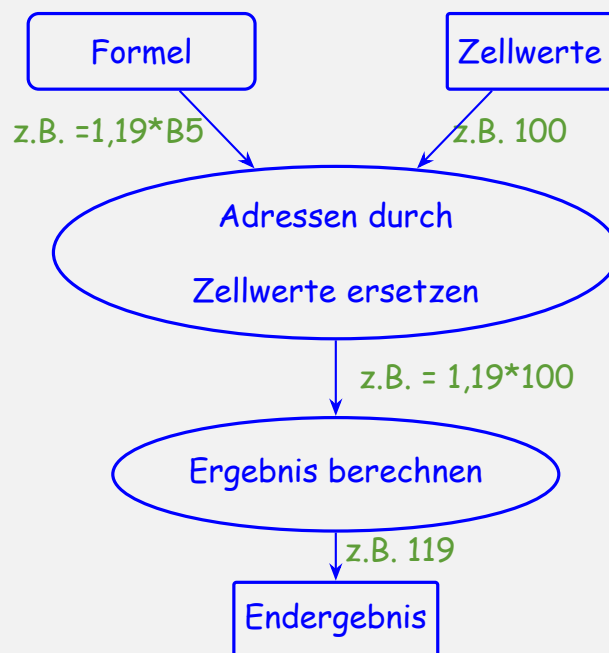 Formel
Zellwerte
z.B. =1,19*B5
z.B. 100
Adressen durch
Zellwerte ersetzen
z.B. = 1,19*100
Ergebnis berechnen
z.B. 119
Endergebnis